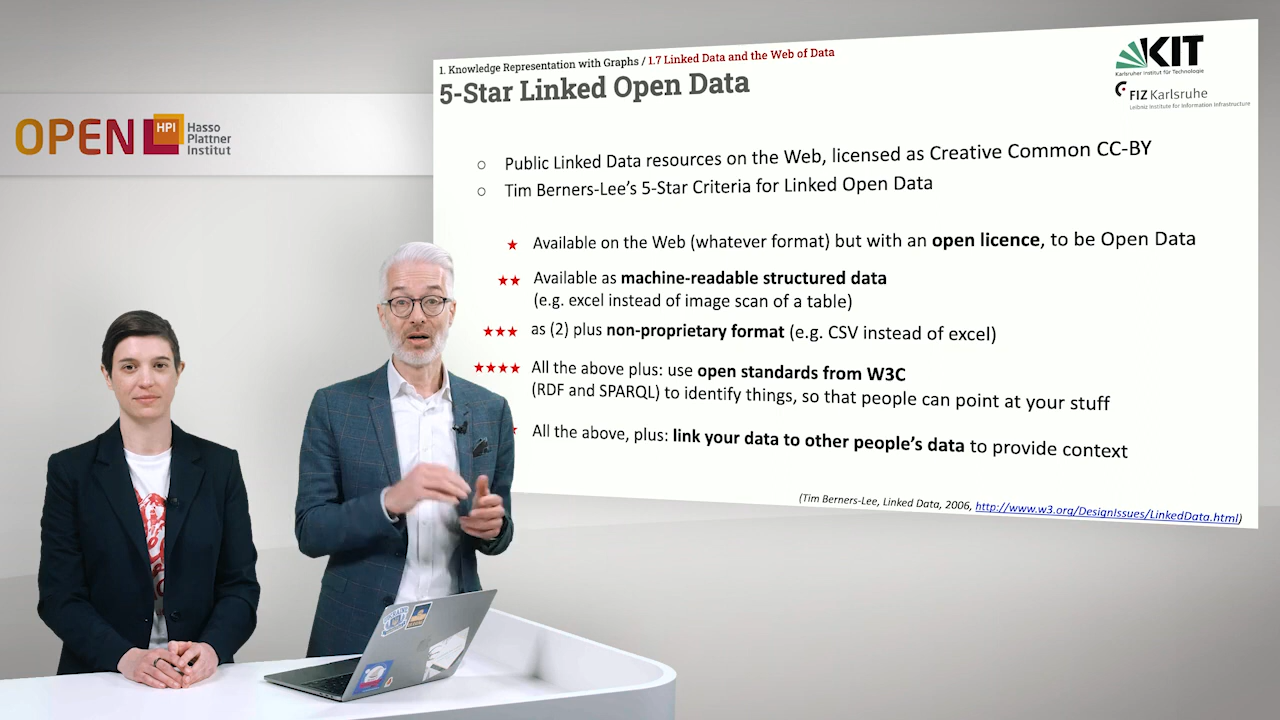 1. Knowledge Representation with Graphs / 1.7 Linked Data and the Web of Data
5-Star Linked Open Data
KIT
Karlsruher Institut für Technologie
FIZ Karlsruhe
Leibniz Institute for Information Infrastructure
OPEN HPI Hasso
Plattner
Institut
○ Public Linked Data resources on the Web, licensed as Creative Common CC-BY
○ Tim Berners-Lee's 5-Star Criteria for Linked Open Data
★ Available on the Web (whatever format) but with an open licence, to be Open Data
★★ Available as machine-readable structured data
(e.g. excel instead of image scan of a table)
★★★ as (2) plus non-proprietary format (e.g. CSV instead of excel)
★★★★ All the above plus: use open standards from W3C
(RDF and SPARQL) to identify things, so that people can point at your stuff
All the above, plus: link your data to other people's data to provide context
(Tim Berners-Lee, Linked Data, 2006, http://www.w3.org/DesignIssues/LinkedData.html)